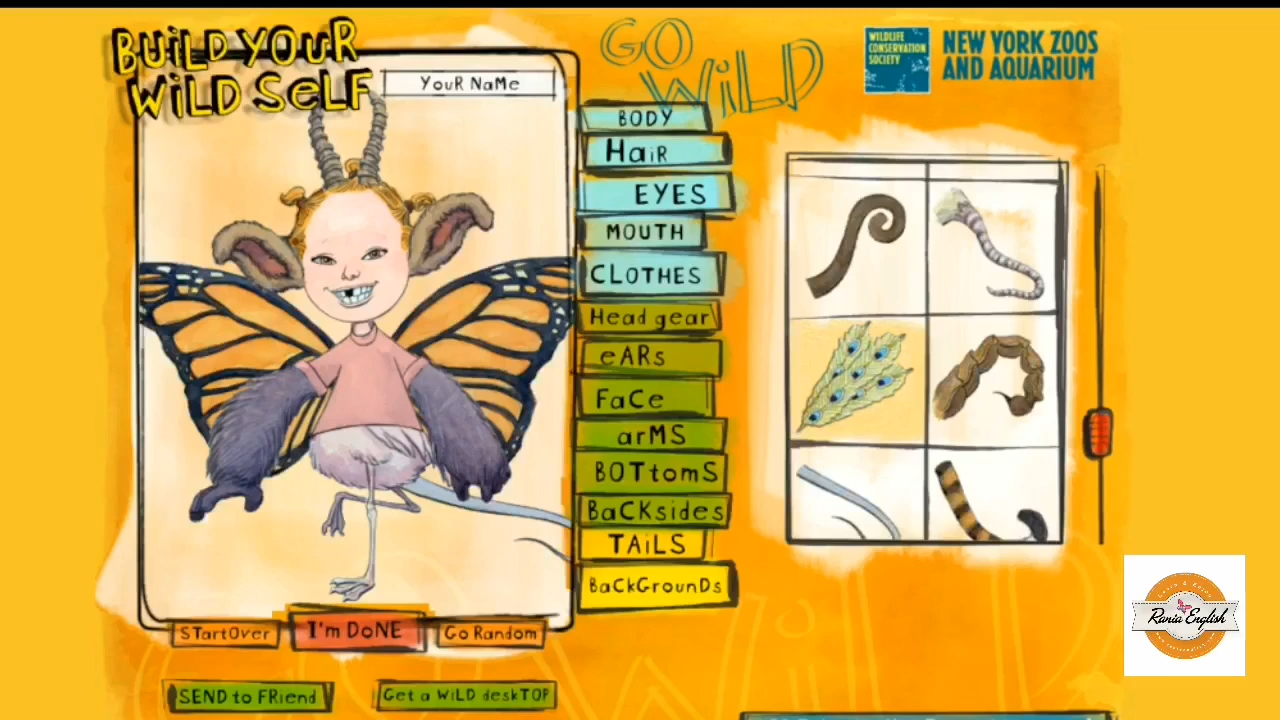 BUiLD YOUR
WiLD SeLF
YouR NaMe
GO
WiLD
WILDLIFE
CONSERVATION
SOCIETY
NEW YORK ZOOS
AND AQUARIUM
BODY
HaiR
EYES
MOUTH
CLOTHES
Head gear
eARs
FaCe
arMS
BOTtomS
BaCKsides
TAiLS
BaCKGrounDs
STartOver
I'm DoNE
Go Random
SEND to FRiend
Get a WiLD deskTOP
Rania English